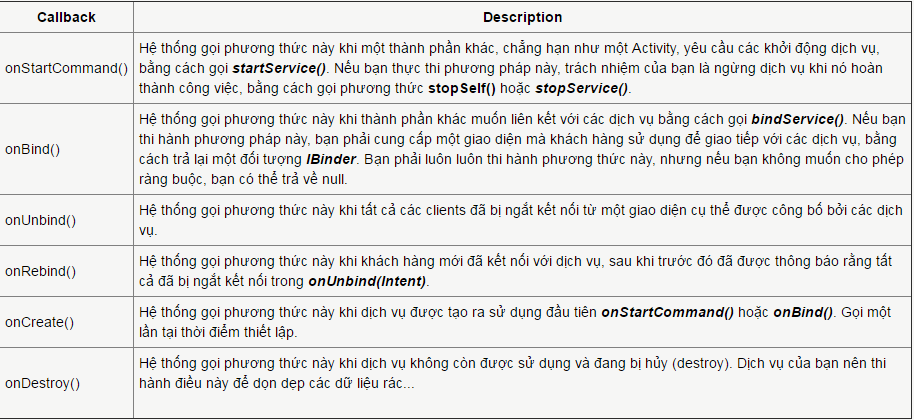 Callback Description
onStartCommand()
Hệ thống gọi phương thức này khi một thành phần khác, chẳng hạn như một Activity, yêu cầu các khởi động dịch vụ,
bằng cách gọi startService(). Nếu bạn thực thi phương pháp này, trách nhiệm của bạn là ngừng dịch vụ khi nó hoàn
thành công việc, bằng cách gọi phương thức stopSelf() hoặc stopService().
onBind()
Hệ thống gọi phương thức này khi thành phần khác muốn liên kết với các dịch vụ bằng cách gọi bindService(). Nếu bạn
thi hành phương pháp này, bạn phải cung cấp một giao diện mà khách hàng sử dụng để giao tiếp với các dịch vụ, bằng
cách trả lại một đối tượng IBinder. Bạn phải luôn luôn thi hành phương thức này, nhưng nếu bạn không muốn cho phép
ràng buộc, bạn có thể trả về null.
onUnbind()
Hệ thống gọi phương thức này khi tất cả các clients đã bị ngắt kết nối từ một giao diện cụ thể được công bố bởi các dịch
vụ.
onRebind()
Hệ thống gọi phương thức này khi khách hàng mới đã kết nối với dịch vụ, sau khi trước đó đã được thông báo rằng tất
cả đã bị ngắt kết nối trong onUnbind(Intent).
onCreate()
Hệ thống gọi phương thức này khi dịch vụ được tạo ra sử dụng đầu tiên onStartCommand() hoặc onBind(). Gọi một
lần tại thời điểm thiết lập.
onDestroy()
Hệ thống gọi phương thức này khi dịch vụ không còn được sử dụng và đang bị hủy (destroy). Dịch vụ của bạn nên thi
hành điều này để dọn dẹp các dữ liệu rác...